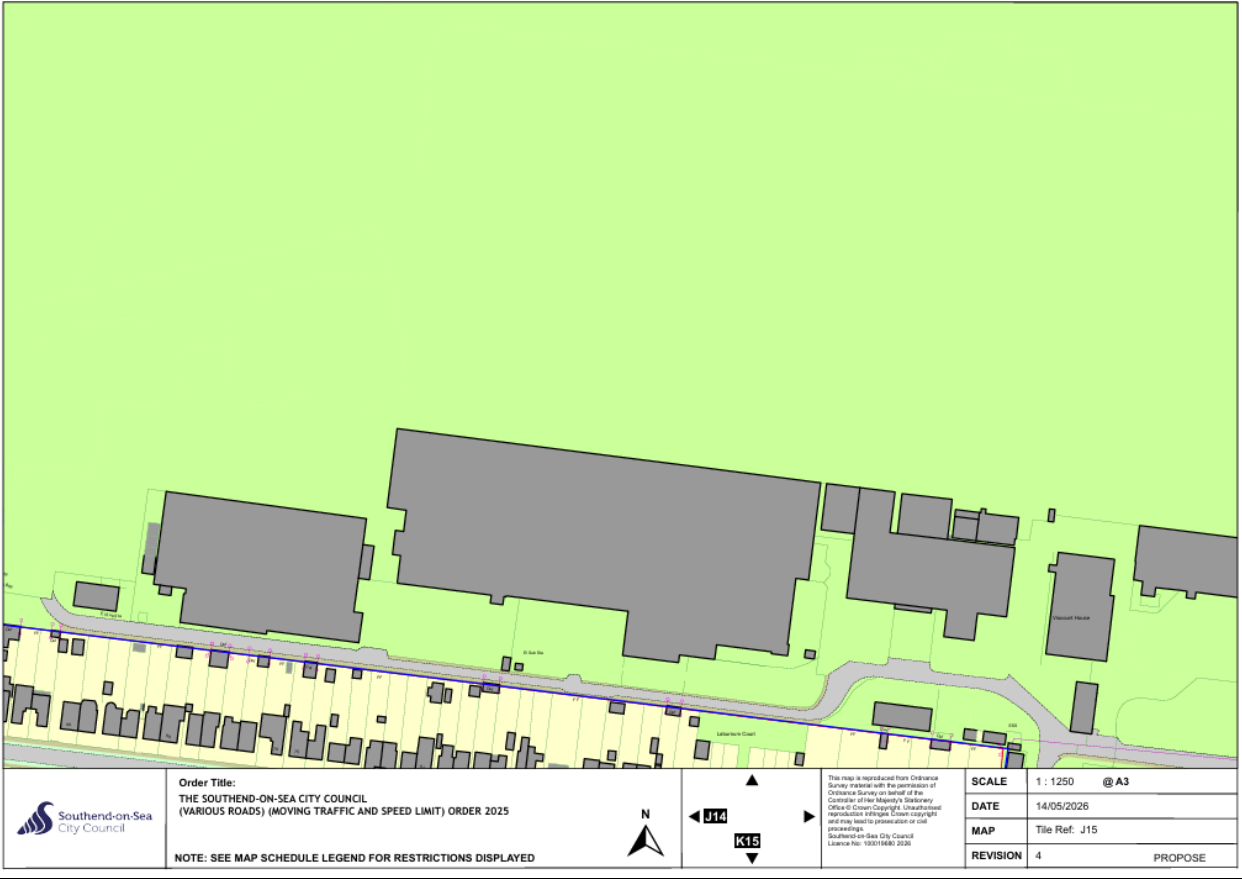 El Sub Sta
Viscount House
Laburnum Court
Southend-on-Sea
City Council
Order Title:
THE SOUTHEND-ON-SEA CITY COUNCIL
(VARIOUS ROADS) (MOVING TRAFFIC AND SPEED LIMIT) ORDER 2025
NOTE: SEE MAP SCHEDULE LEGEND FOR RESTRICTIONS DISPLAYED
N
J14
K15
This map is reproduced from Ordnance
Survey material with the permission of
Ordnance Survey on behalf of the
Controller of Her Majesty's Stationery
Office © Crown Copyright. Unauthorised
reproduction infringes Crown copyright
and may lead to prosecution or civil
proceedings.
Southend-on-Sea City Council
Licence No: 100019680 2026
SCALE 1 : 1250 @ A3
DATE 14/05/2026
MAP Tile Ref: J15
REVISION 4 PROPOSE